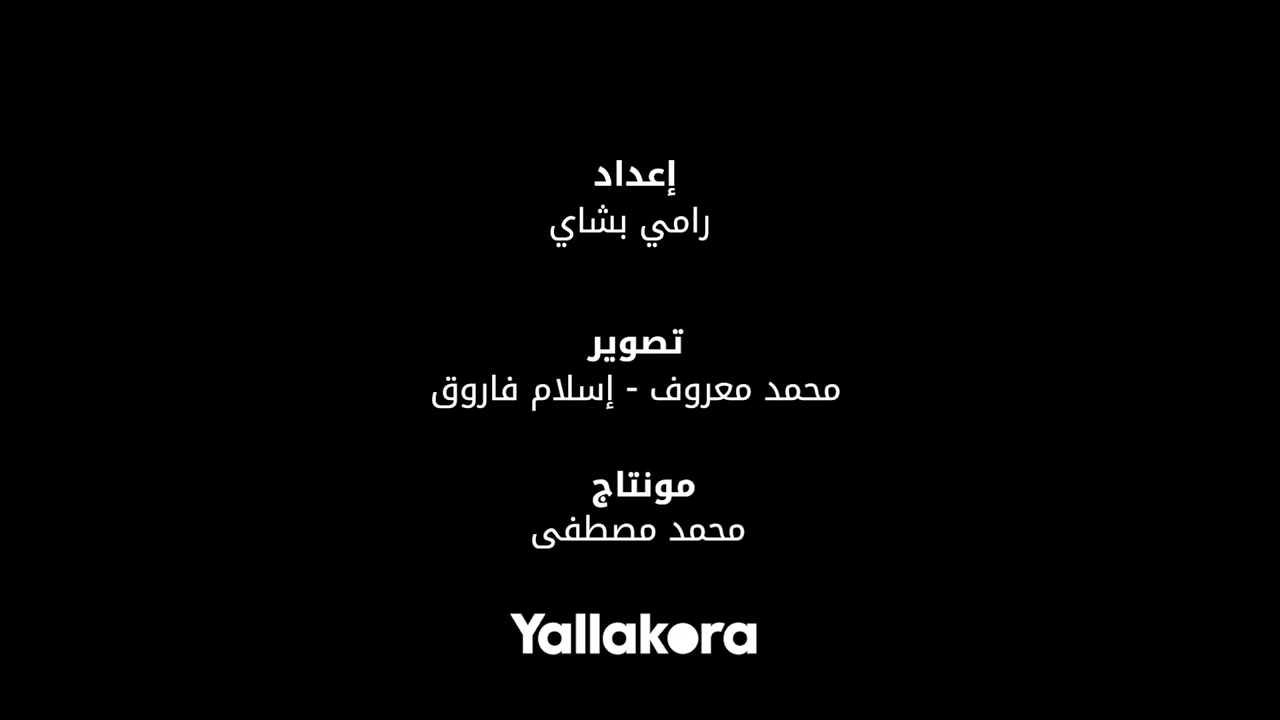 إعداد
رامي بشاي
تصوير
محمد معروف - إسلام فاروق
مونتاج
محمد مصطفى
Yallakora